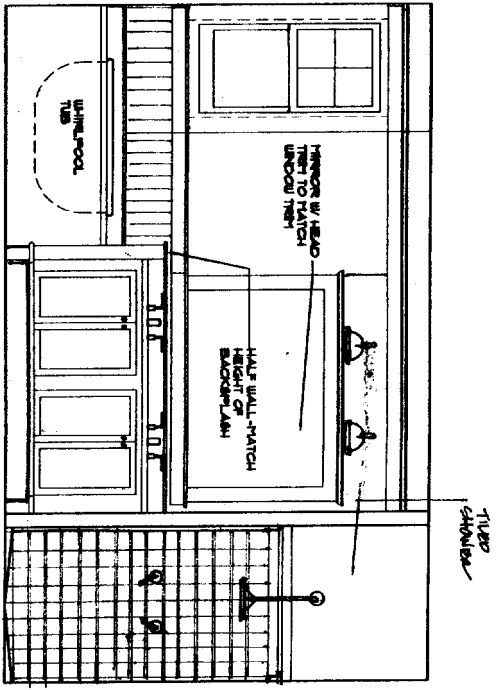 WHIRLPOOL
TUB
MIRROR W/ HEAD
TRIM TO MATCH
WINDOW TRIM
HALF WALL-MATCH
HEIGHT OF
BACKSPLASH
TILED
SHOWER